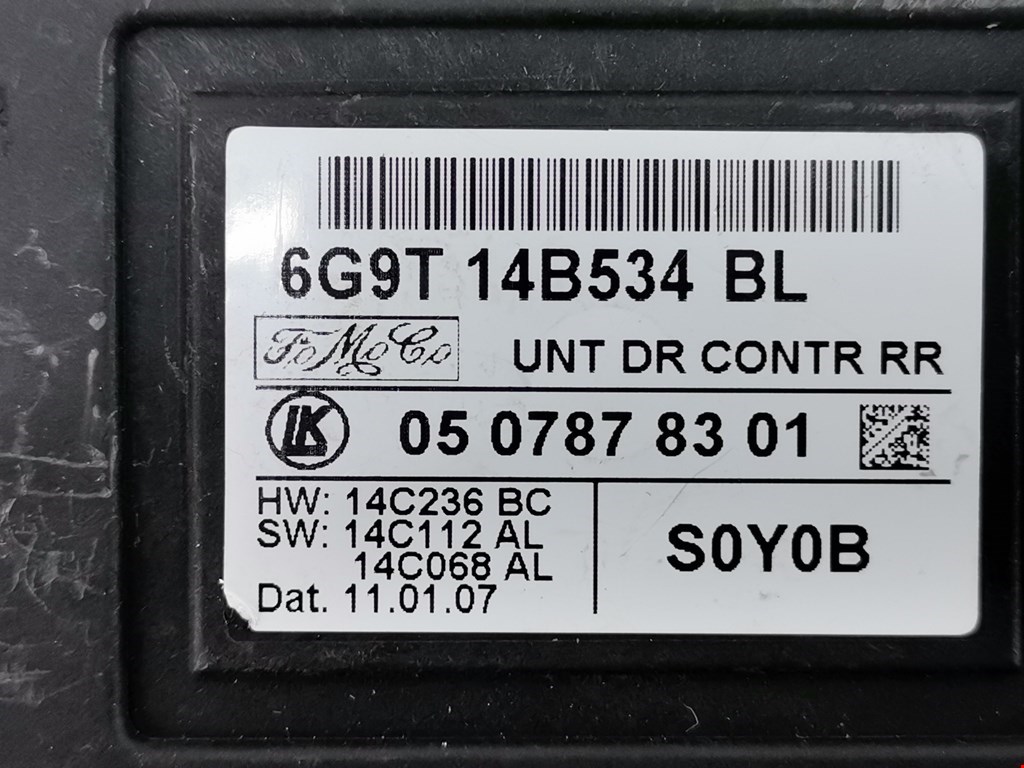 6G9T 14B534 BL
FoMoCo
UNT DR CONTR RR
LK
05 0787 83 01
HW: 14C236 BC
SW: 14C112 AL
14C068 AL
Dat. 11.01.07
S0Y0B